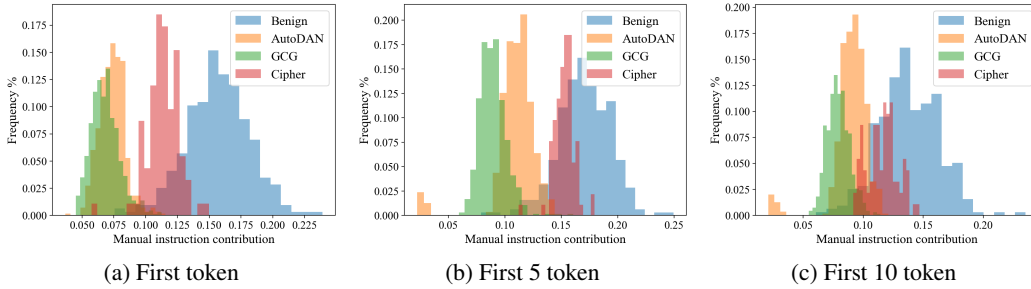 Frequency %
0.175
0.150
0.125
0.100
0.075
0.050
0.025
0.000
0.050 0.075 0.100 0.125 0.150 0.175 0.200 0.225
Manual instruction contribution
Benign
AutoDAN
GCG
Cipher
(a) First token
Frequency %
0.200
0.175
0.150
0.125
0.100
0.075
0.050
0.025
0.000
0.05 0.10 0.15 0.20 0.25
Manual instruction contribution
Benign
AutoDAN
GCG
Cipher
(b) First 5 token
Frequency %
0.200
0.175
0.150
0.125
0.100
0.075
0.050
0.025
0.000
0.05 0.10 0.15 0.20
Manual instruction contribution
Benign
AutoDAN
GCG
Cipher
(c) First 10 token